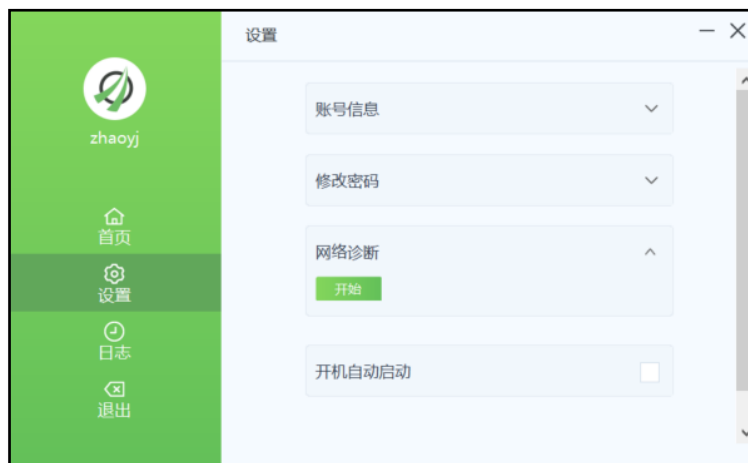 zhaoyj
首页
设置
日志
退出
设置
账号信息
修改密码
网络诊断
开始
开机自动启动